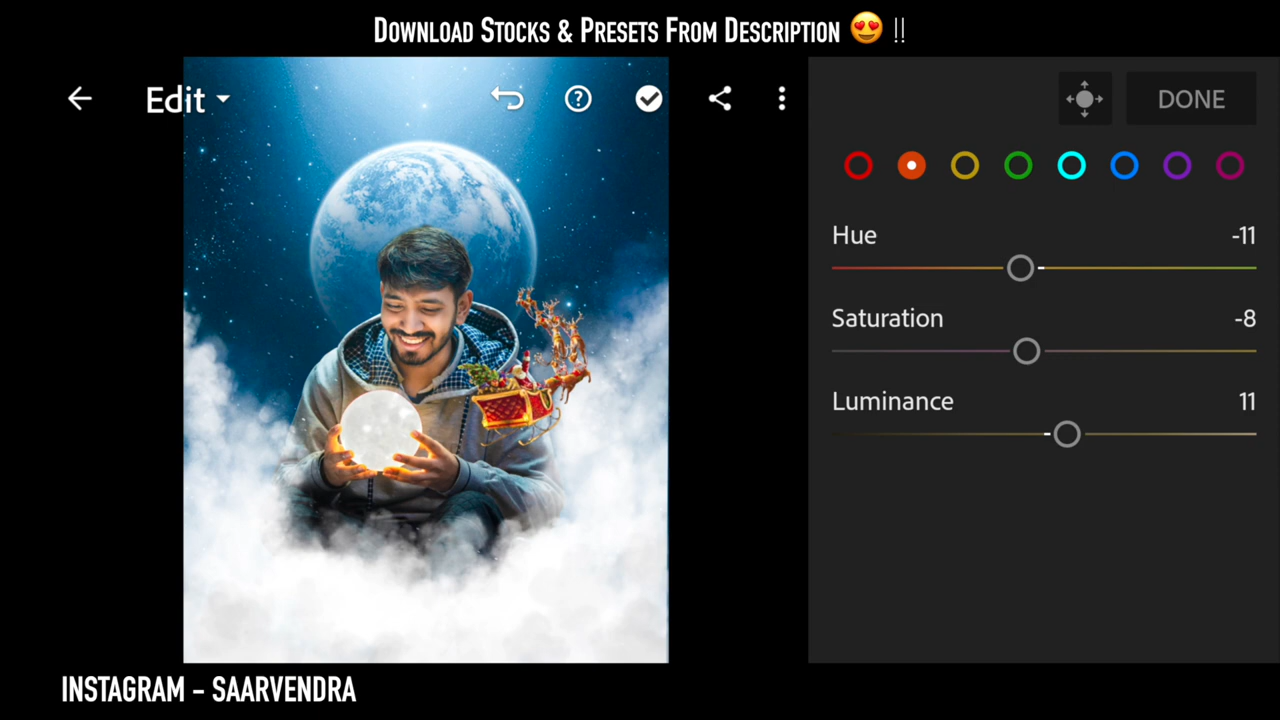 DOWNLOAD STOCKS & PRESETS FROM DESCRIPTION 😍 !!
Edit
DONE
Hue -11
Saturation -8
Luminance 11
INSTAGRAM - SAARVENDRA